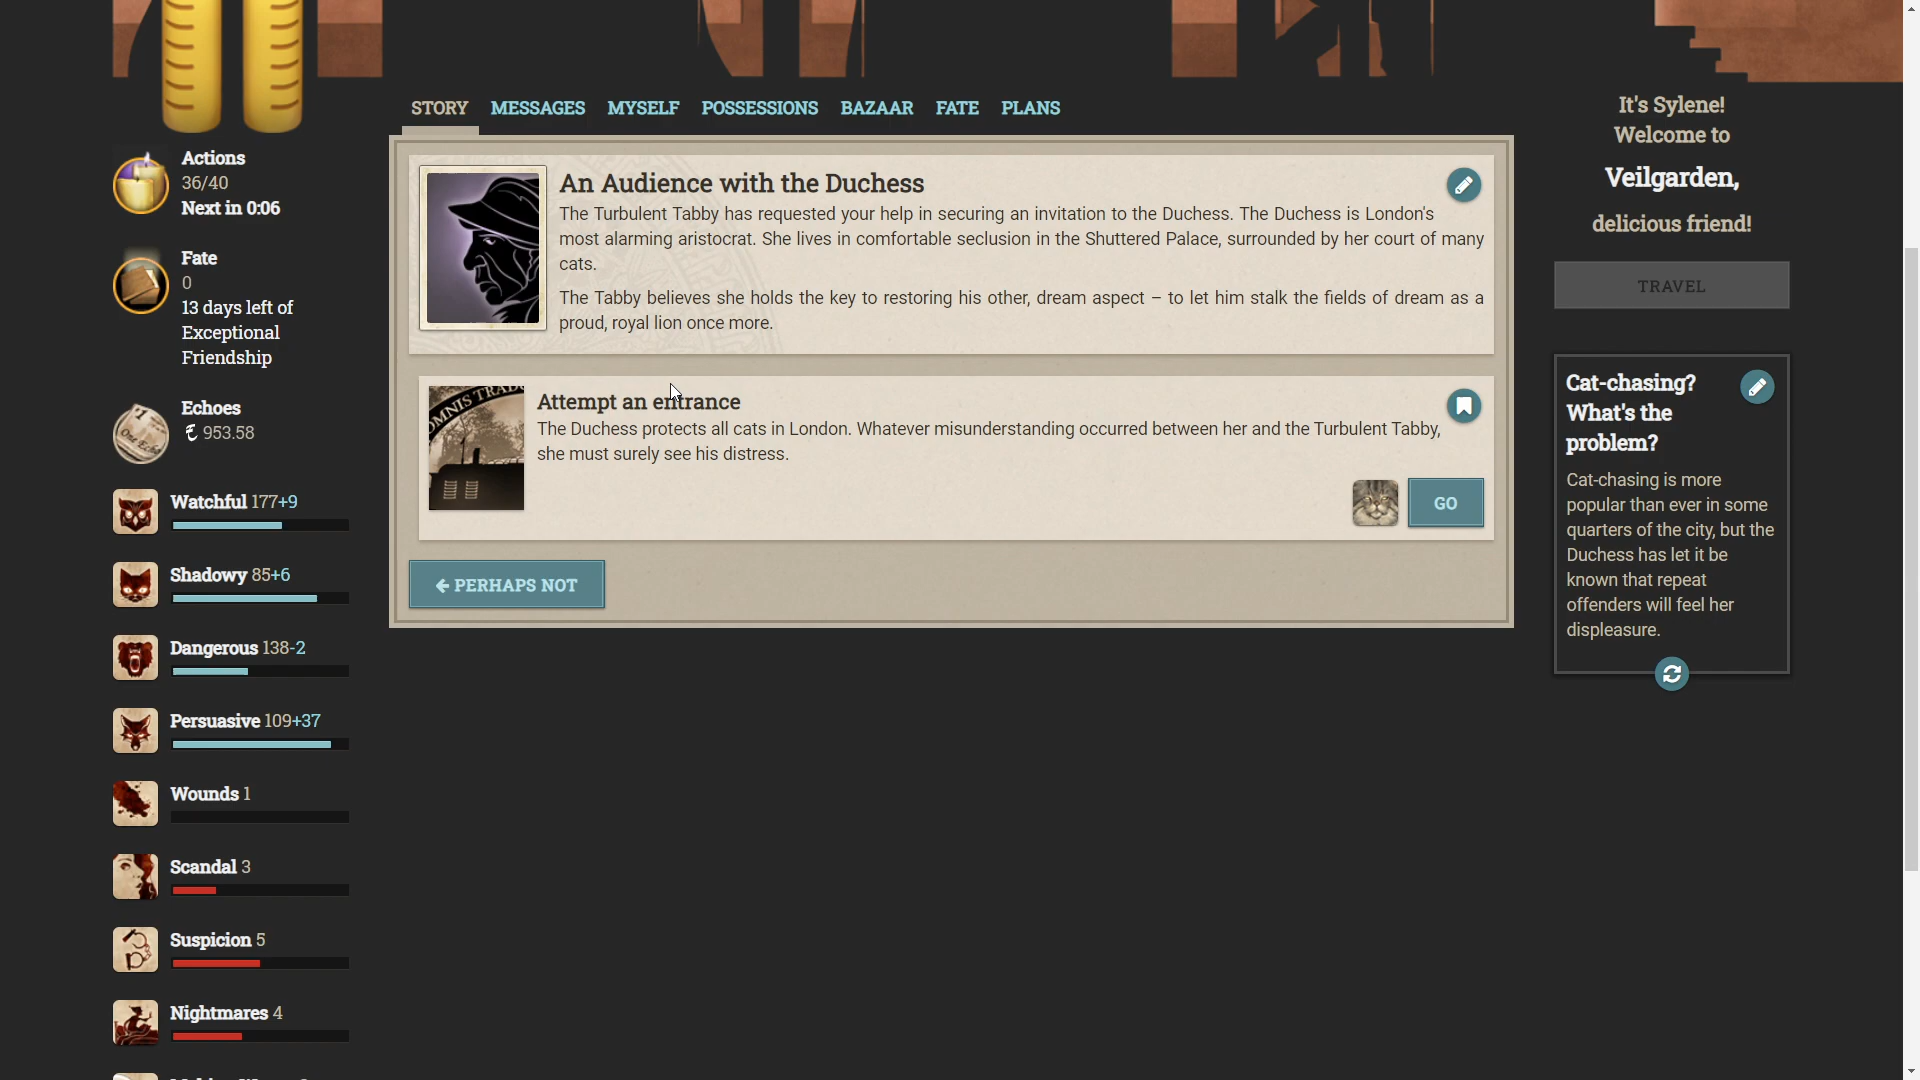 STORY MESSAGES MYSELF POSSESSIONS BAZAAR FATE PLANS
Actions
36/40
Next in 0:06
Fate
0
13 days left of
Exceptional
Friendship
Echoes
953.58
Watchful 177+9
Shadowy 85+6
Dangerous 138-2
Persuasive 109+37
Wounds 1
Scandal 3
Suspicion 5
Nightmares 4
An Audience with the Duchess
The Turbulent Tabby has requested your help in securing an invitation to the Duchess. The Duchess is London's
most alarming aristocrat. She lives in comfortable seclusion in the Shuttered Palace, surrounded by her court of many
cats.
The Tabby believes she holds the key to restoring his other, dream aspect – to let him stalk the fields of dream as a
proud, royal lion once more.
OMNIS TRAD
Attempt an entrance
The Duchess protects all cats in London. Whatever misunderstanding occurred between her and the Turbulent Tabby,
she must surely see his distress.
GO
PERHAPS NOT
It's Sylene!
Welcome to
Veilgarden,
delicious friend!
TRAVEL
Cat-chasing?
What's the
problem?
Cat-chasing is more
popular than ever in some
quarters of the city, but the
Duchess has let it be
known that repeat
offenders will feel her
displeasure.